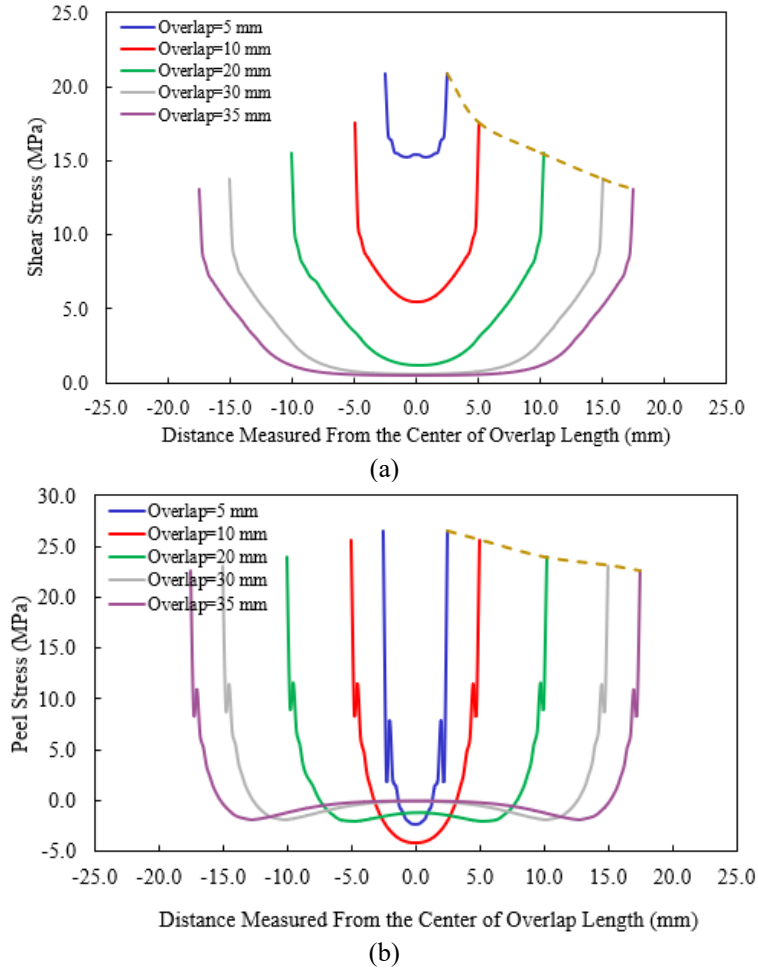 25.0
20.0
15.0
10.0
5.0
0.0
Shear Stress (MPa)
Overlap=5 mm
Overlap=10 mm
Overlap=20 mm
Overlap=30 mm
Overlap=35 mm
-25.0 -20.0 -15.0 -10.0 -5.0 0.0 5.0 10.0 15.0 20.0 25.0
Distance Measured From the Center of Overlap Length (mm)
(a)
30.0
25.0
20.0
15.0
10.0
5.0
0.0
-5.0
Peel Stress (MPa)
Overlap=5 mm
Overlap=10 mm
Overlap=20 mm
Overlap=30 mm
Overlap=35 mm
-25.0 -20.0 -15.0 -10.0 -5.0 0.0 5.0 10.0 15.0 20.0 25.0
Distance Measured From the Center of Overlap Length (mm)
(b)